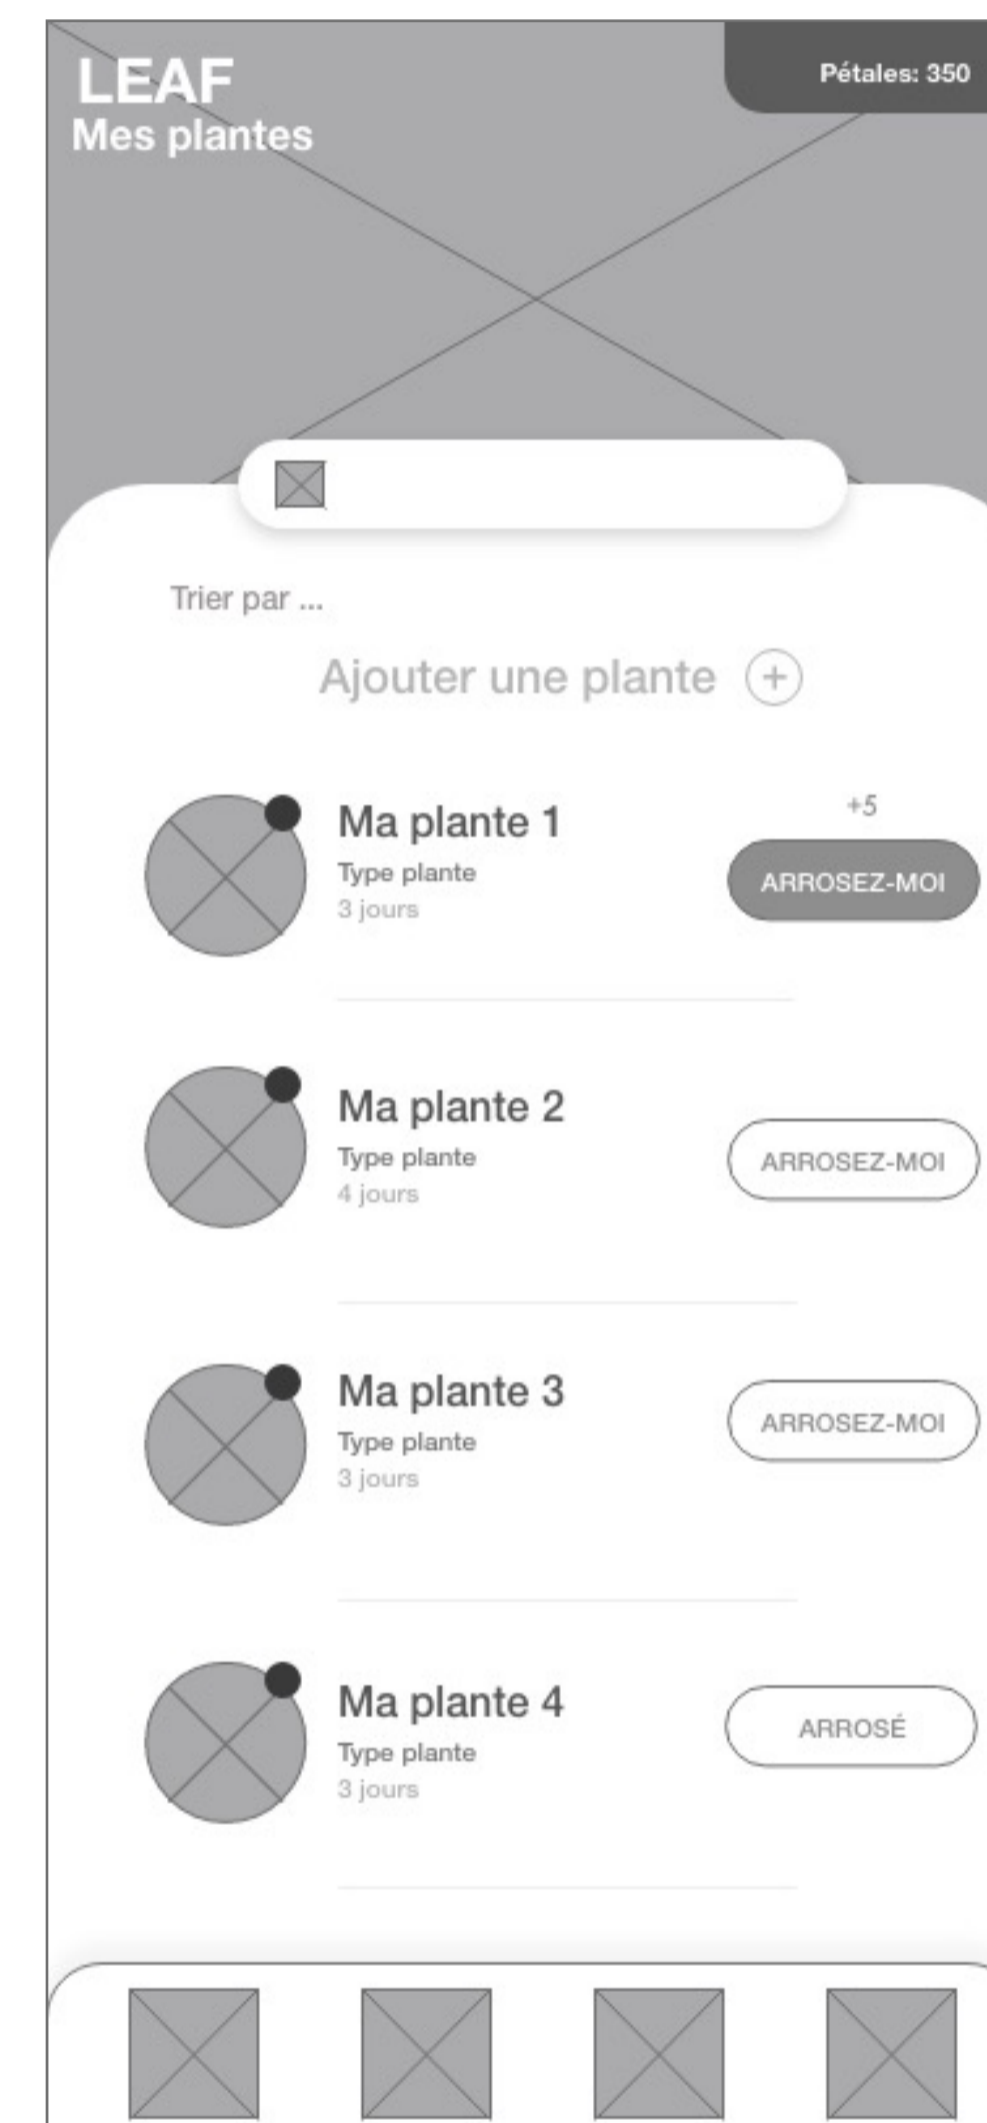 LEAF
Pétales: 350
Mes plantes
Trier par ...
Ajouter une plante +
Ma plante 1
Type plante
3 jours
+5
ARROSEZ-MOI
Ma plante 2
Type plante
4 jours
ARROSEZ-MOI
Ma plante 3
Type plante
3 jours
ARROSEZ-MOI
Ma plante 4
Type plante
3 jours
ARROSÉ